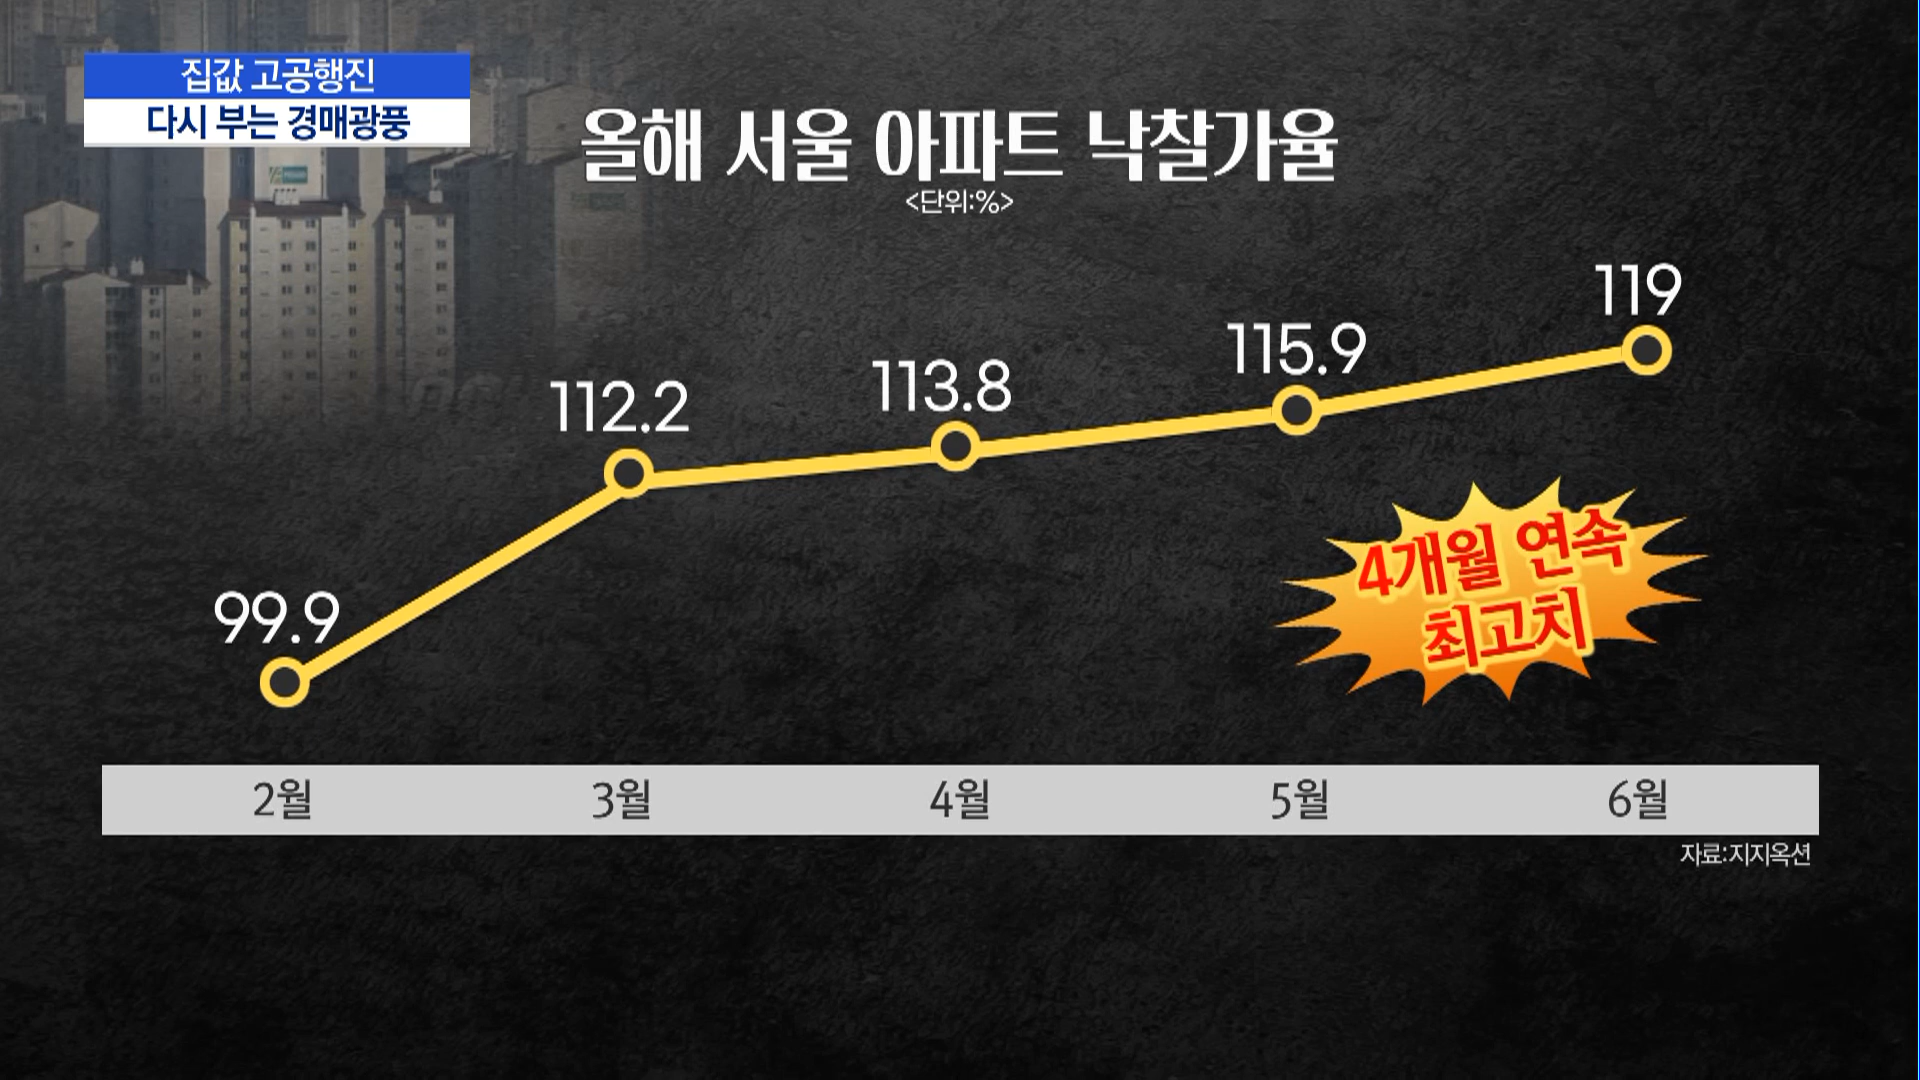 집값 고공행진
다시 부는 경매광풍
올해 서울 아파트 낙찰가율
<단위:%>
99.9
112.2
113.8
115.9
119
4개월 연속
최고치
2월 3월 4월 5월 6월
자료:지지옥션